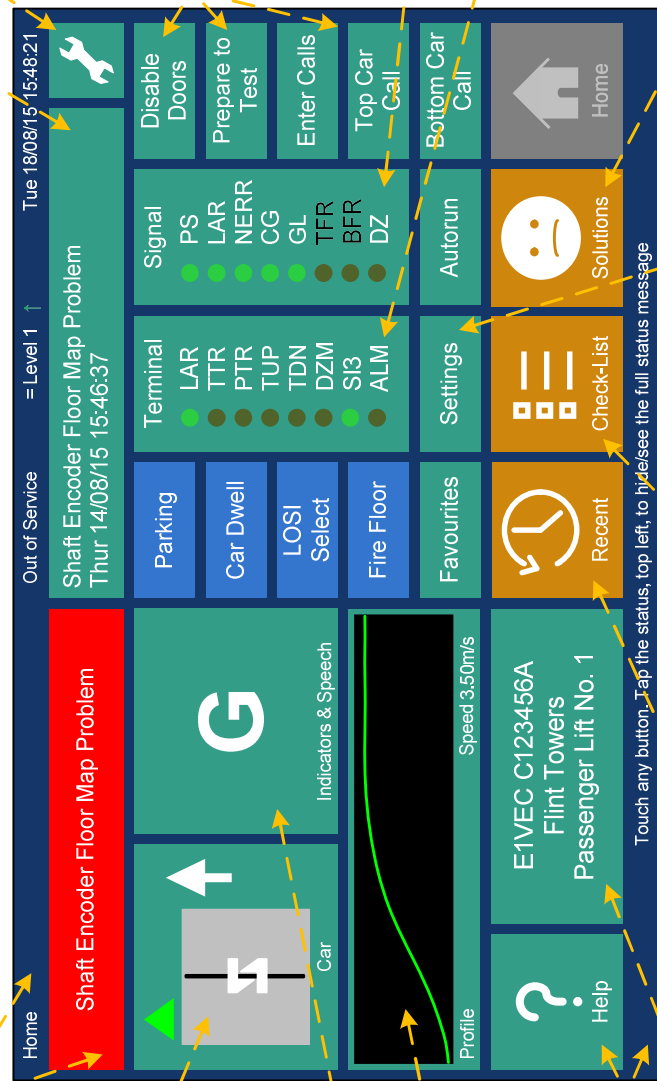 Home
Out of Service
= Level 1 ↑
Tue 18/08/15 15:48:21
Shaft Encoder Floor Map Problem
Shaft Encoder Floor Map Problem
Thur 14/08/15 15:46:37
Car
G
Indicators & Speech
Parking
Car Dwell
LOSI
Select
Fire Floor
Terminal
LAR
TTR
PTR
TUP
TDN
DZM
SI3
ALM
Signal
PS
LAR
NERR
CG
GL
TFR
BFR
DZ
Disable
Doors
Prepare to
Test
Enter Calls
Top Car
Call
Bottom Car
Call
Profile
Speed 3.50m/s
Favourites
Settings
Autorun
?
Help
E1VEC C123456A
Flint Towers
Passenger Lift No. 1
Recent
Check-List
Solutions
Home
Touch any button. Tap the status, top left, to hide/see the full status message